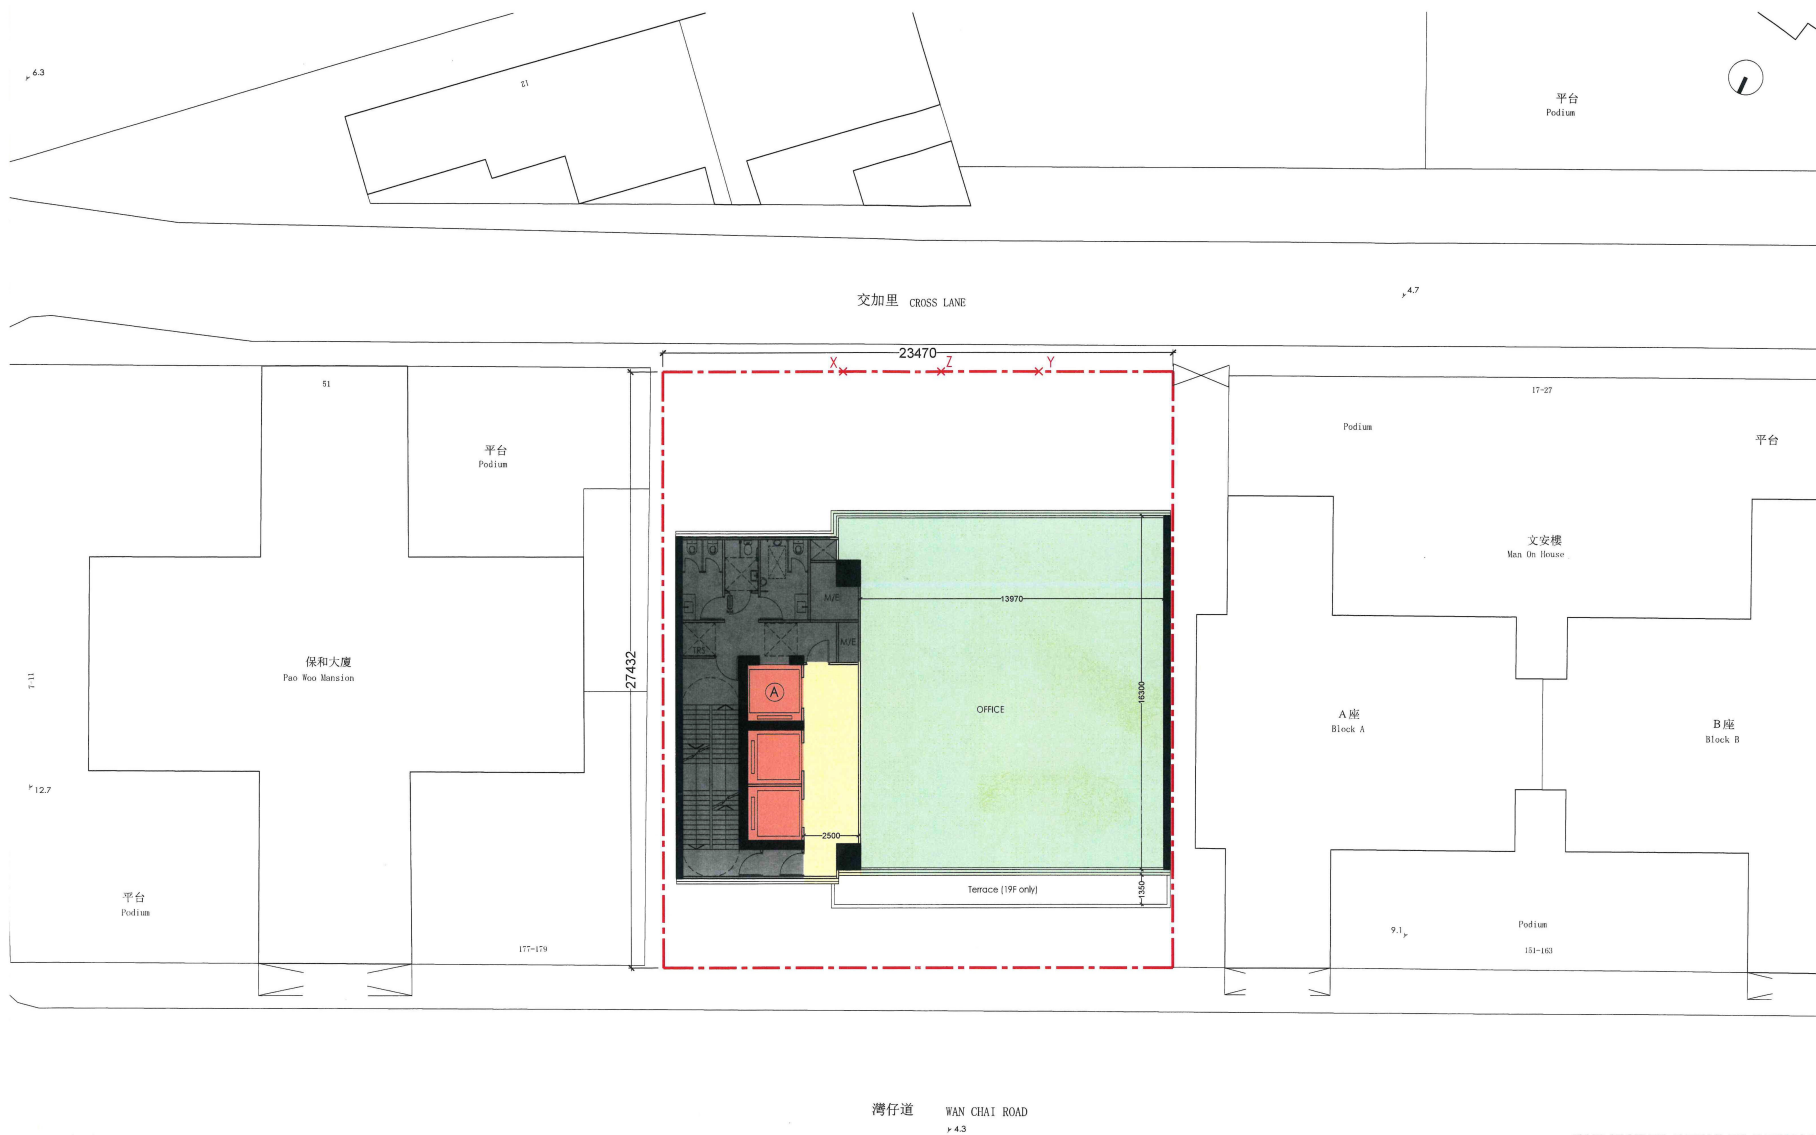 6.3
12
平台
Podium
交加里 CROSS LANE
4.7
23470
X
Z
Y
51
平台
Podium
17-27
Podium
平台
文安樓
Man On House
M/E
13970
TRS
M/E
保和大廈
Pao Woo Mansion
7-11
27432
A
OFFICE
16300
A座
Block A
B座
Block B
12.7
2500
Terrace (19F only)
1350
平台
Podium
177-179
9.1
Podium
151-163
灣仔道 WAN CHAI ROAD
4.3